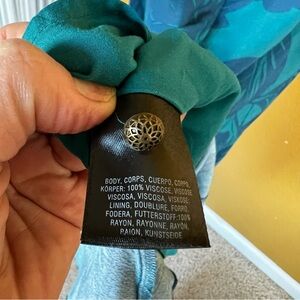 BODY, CORPS, CUERPO, CORPO,
KÖRPER: 100% VISCOSE, VISCOSE,
VISCOSA, VISCOSA, VISKOSE:
LINING, DOUBLURE, FORRO,
FODERA, FUTTERSTOFF:100%
RAYON, RAYONNE, RAYÓN,
RAION, KUNSTSEIDE